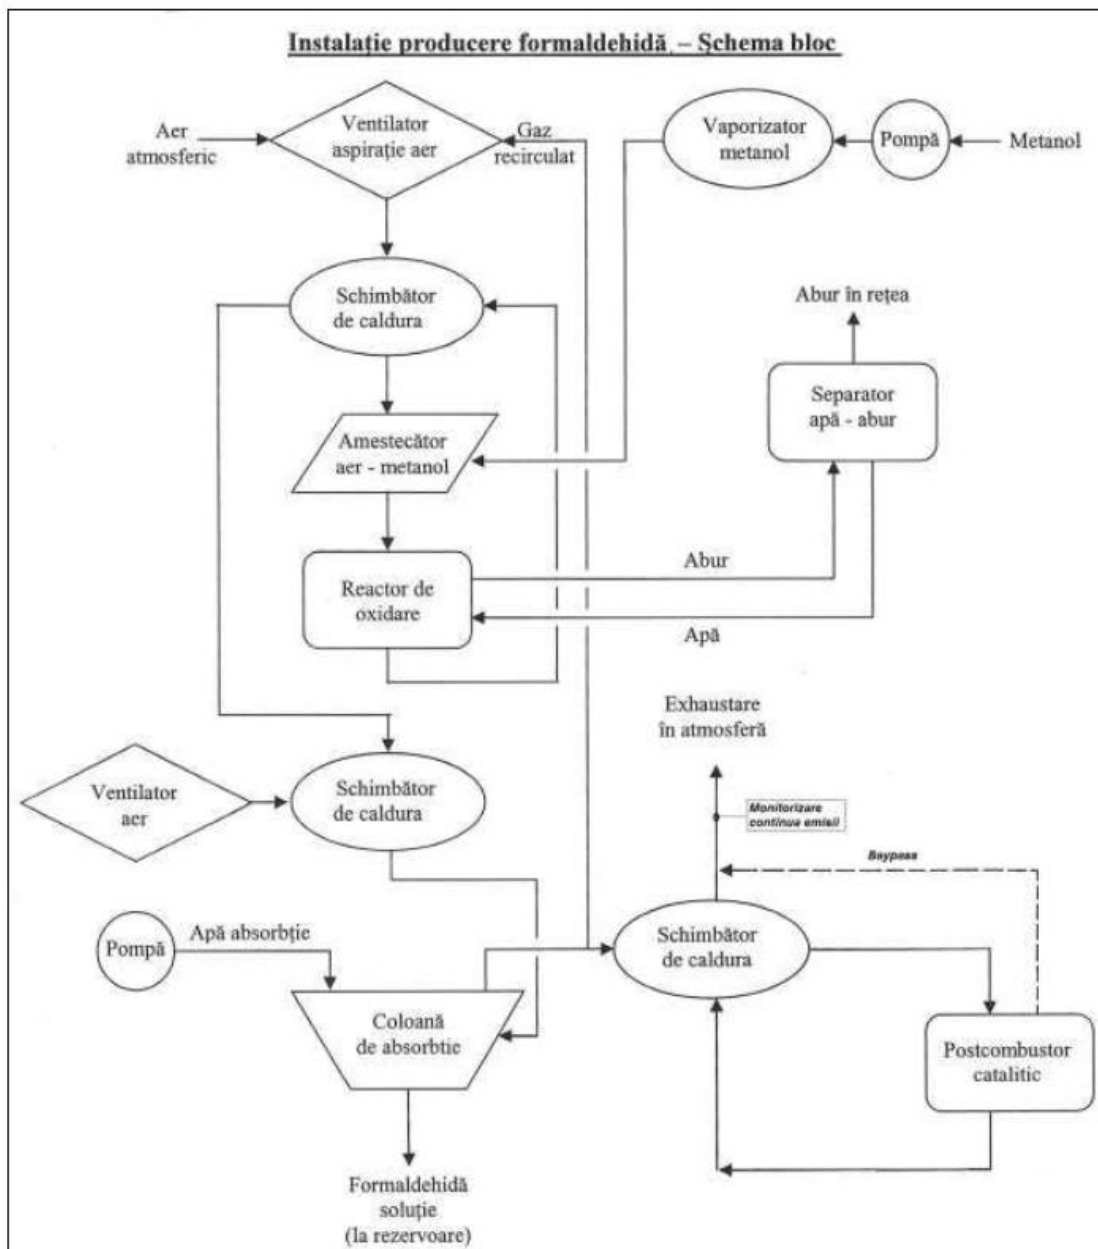 Instalație producere formaldehidă – Schema bloc
Aer
atmosferic
Ventilator
aspirație aer
Gaz
recirculat
Vaporizator
metanol
Pompă
Metanol
Schimbător
de caldura
Abur în rețea
Separator
apă - abur
Amestecător
aer - metanol
Abur
Reactor de
oxidare
Apă
Exhaustare
în atmosferă
Ventilator
aer
Schimbător
de caldura
Monitorizare
continua emisii
Baypass
Pompă
Apă absorbție
Schimbător
de caldura
Coloană
de absorbtie
Postcombustor
catalitic
Formaldehidă
soluție
(la rezervoare)